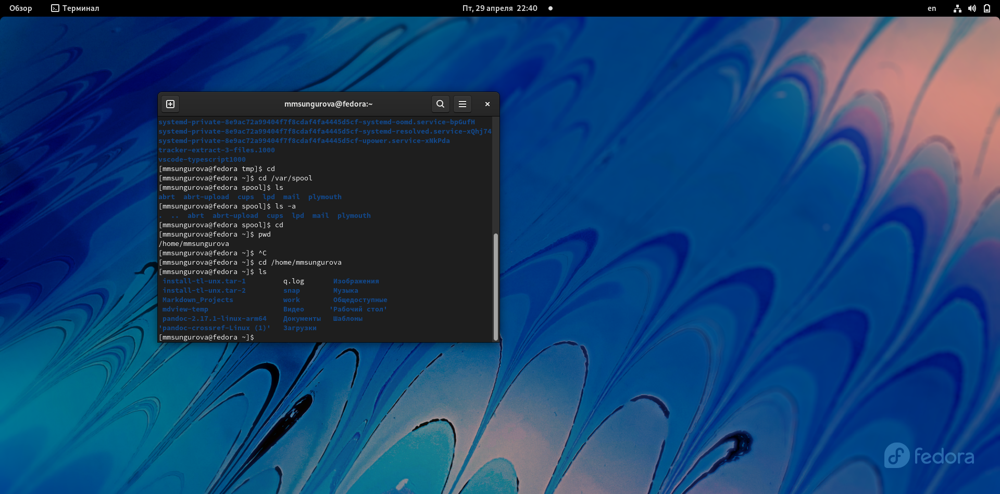 Обзор Терминал Пт, 29 апреля 22:40 en
mmsungurova@fedora:~
systemd-private-8e9ac72a99404f7f8cdaf4fa4445d5cf-systemd-oomd.service-bpGufH
systemd-private-8e9ac72a99404f7f8cdaf4fa4445d5cf-systemd-resolved.service-xQhj74
systemd-private-8e9ac72a99404f7f8cdaf4fa4445d5cf-upower.service-xNkPda
tracker-extract-3-files.1000
vscode-typescript1000
[mmsungurova@fedora tmp]$ cd
[mmsungurova@fedora ~]$ cd /var/spool
[mmsungurova@fedora spool]$ ls
abrt  abrt-upload  cups  lpd  mail  plymouth
[mmsungurova@fedora spool]$ ls -a
.  ..  abrt  abrt-upload  cups  lpd  mail  plymouth
[mmsungurova@fedora spool]$ cd
[mmsungurova@fedora ~]$ pwd
/home/mmsungurova
[mmsungurova@fedora ~]$ ^C
[mmsungurova@fedora ~]$ cd /home/mmsungurova
[mmsungurova@fedora ~]$ ls
install-tl-unx.tar-1  q.log  Изображения
install-tl-unx.tar-2  snap  Музыка
Markdown_Projects  work  Общедоступные
mdview-temp  Видео  'Рабочий стол'
pandoc-2.17.1-linux-arm64  Документы  Шаблоны
'pandoc-crossref-Linux (1)'  Загрузки
[mmsungurova@fedora ~]$
fedora